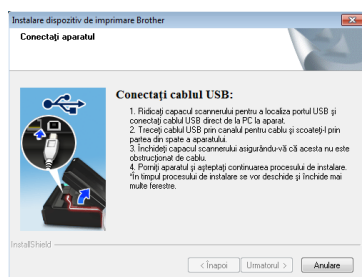 Instalare dispozitiv de imprimare Brother
Conectaţi aparatul
Conectaţi cablul USB:
1. Ridicaţi capacul scannerului pentru a localiza portul USB şi
conectaţi cablul USB direct de la PC la aparat.
2. Treceţi cablul USB prin canalul pentru cablu şi scoateţi-l prin
partea din spate a aparatului.
3. Închideţi capacul scannerului asigurându-vă că acesta nu este
obstrucţionat de cablu.
4. Porniţi aparatul şi aşteptaţi continuarea procesului de instalare.
*În timpul procesului de instalare se vor deschide şi închide mai
multe ferestre.
InstallShield
< Înapoi
Urmatorul >
Anulare